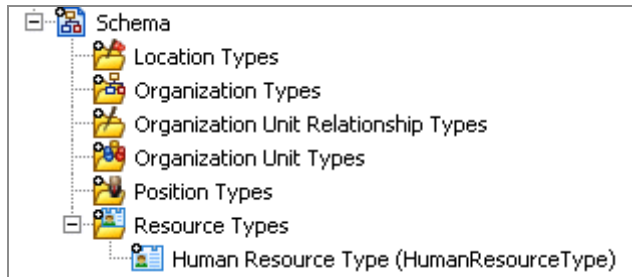 Schema
Location Types
Organization Types
Organization Unit Relationship Types
Organization Unit Types
Position Types
Resource Types
Human Resource Type (HumanResourceType)